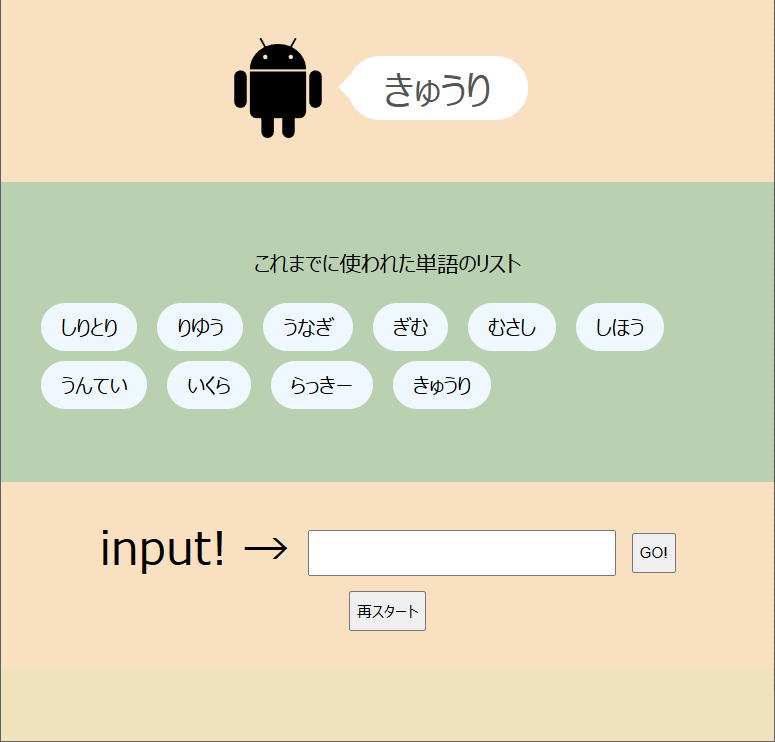 きゅうり
これまでに使われた単語のリスト
しりとり りゆう うなぎ ぎむ むさし しほう
うんてい いくら らっきー きゅうり
input! → GO!
再スタート